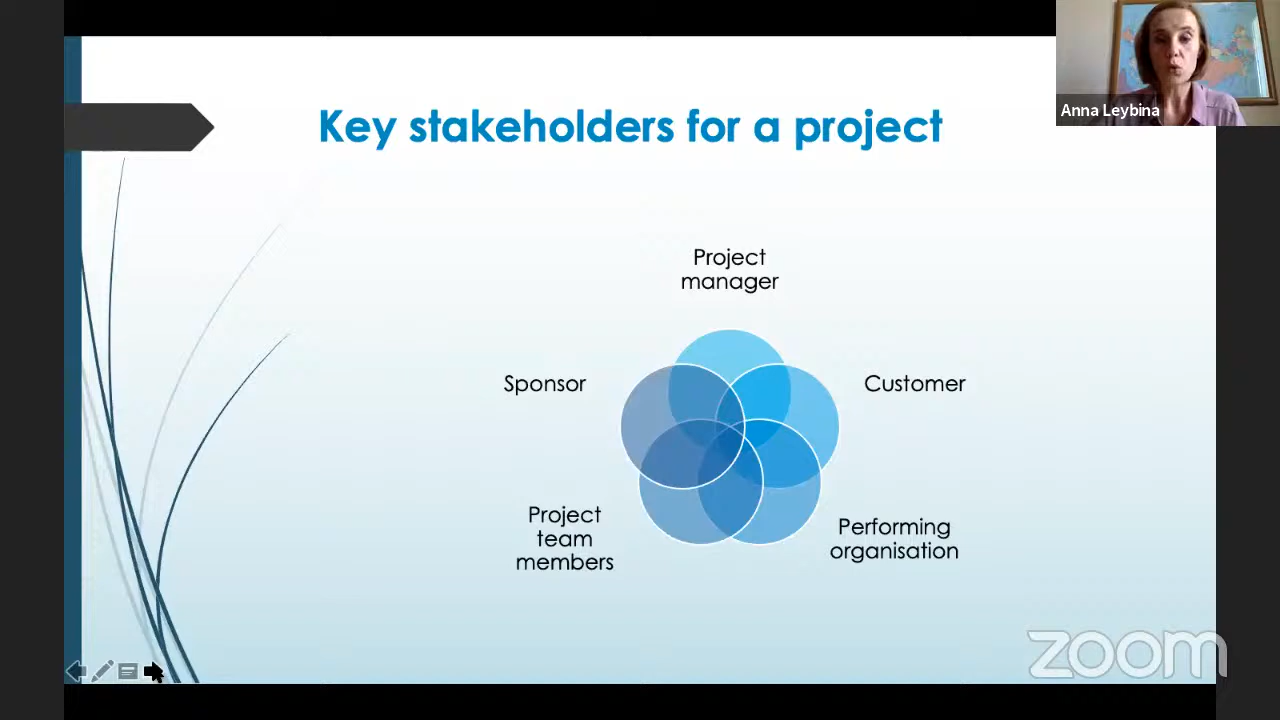 Anna Leybina
Key stakeholders for a project
Project
manager
Sponsor
Customer
Project
team
members
Performing
organisation
zoom